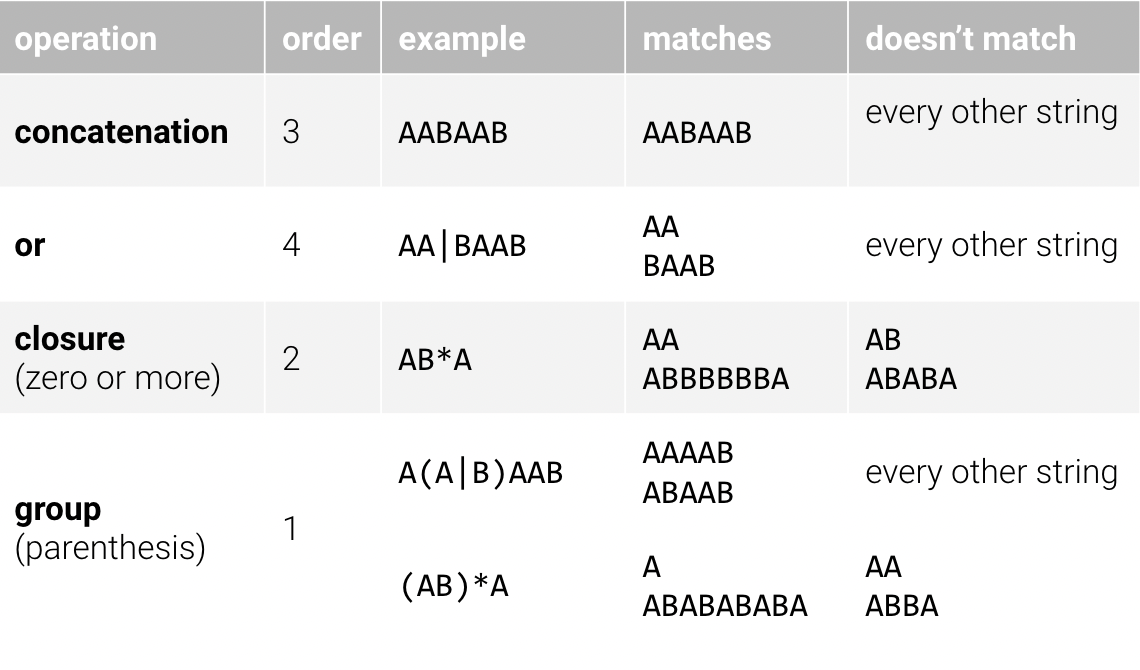 operation order example matches doesn’t match
concatenation 3 AABAAB AABAAB every other string
or 4 AA|BAAB AA every other string
BAAB
closure 2 AB*A AA AB
(zero or more) ABBBBBBA ABABA
group 1 A(A|B)AAB AAAAB every other string
(parenthesis) ABAAB
(AB)*A A AA
ABABABABA ABBA